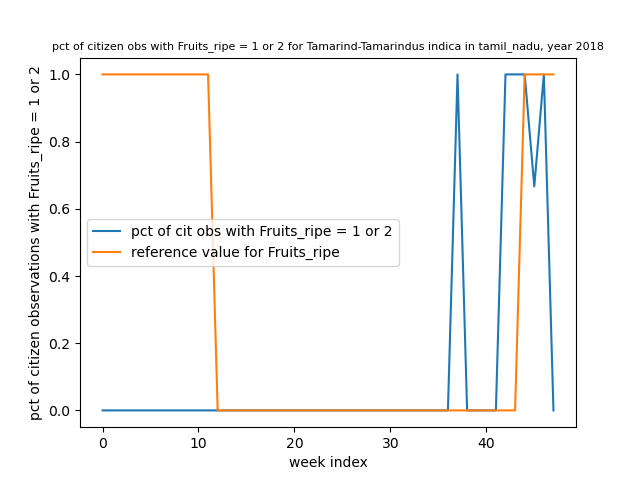 pct of citizen obs with Fruits_ripe = 1 or 2 for Tamarind-Tamarindus indica in tamil_nadu, year 2018
pct of citizen observations with Fruits_ripe = 1 or 2
1.0
0.8
0.6
0.4
0.2
0.0
pct of cit obs with Fruits_ripe = 1 or 2
reference value for Fruits_ripe
0 10 20 30 40
week index